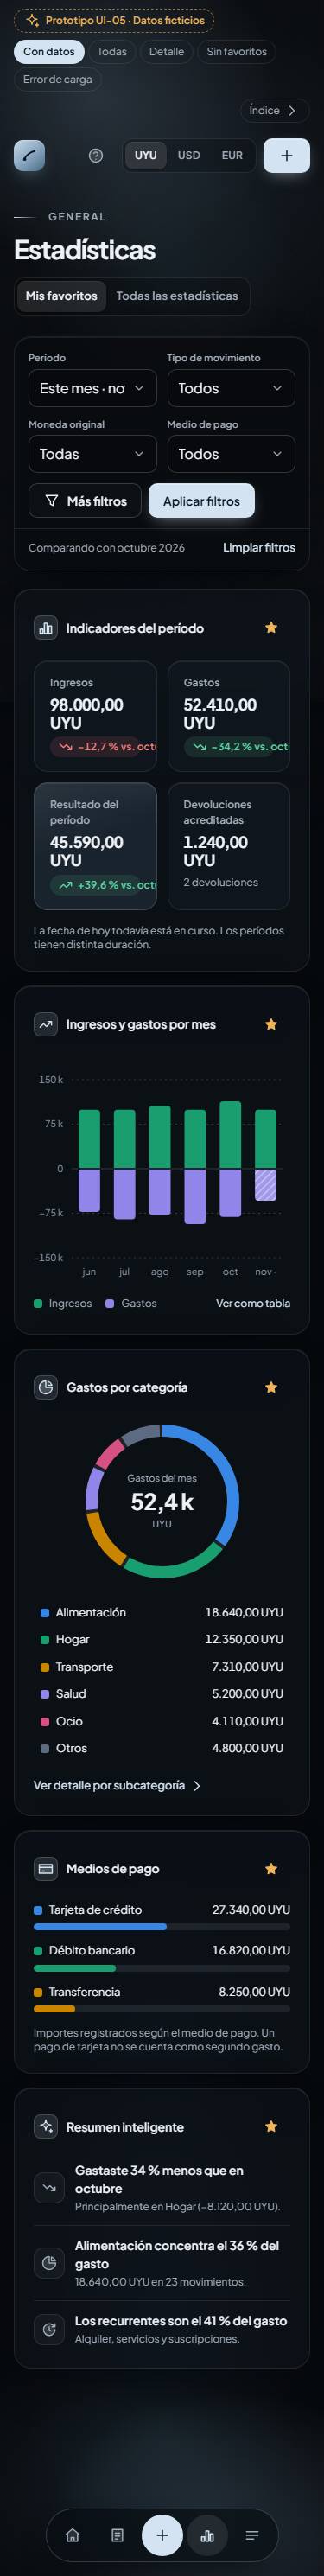 Prototipo UI-05 · Datos ficticios
Con datos Todas Detalle Sin favoritos
Error de carga
Índice
UYU USD EUR
GENERAL
Estadísticas
Mis favoritos Todas las estadísticas
Período Tipo de movimiento
Este mes · no Todos
Moneda original Medio de pago
Todas Todos
Más filtros Aplicar filtros
Comparando con octubre 2026 Limpiar filtros
Indicadores del período
Ingresos Gastos
98.000,00 52.410,00
UYU UYU
−12,7 % vs. octu −34,2 % vs. octu
Resultado del Devoluciones
período acreditadas
45.590,00 1.240,00
UYU UYU
+39,6 % vs. octu 2 devoluciones
La fecha de hoy todavía está en curso. Los períodos
tienen distinta duración.
Ingresos y gastos por mes
150 k
75 k
0
−75 k
−150 k
jun jul ago sep oct nov ·
Ingresos Gastos Ver como tabla
Gastos por categoría
Gastos del mes
52,4 k
UYU
Alimentación 18.640,00 UYU
Hogar 12.350,00 UYU
Transporte 7.310,00 UYU
Salud 5.200,00 UYU
Ocio 4.110,00 UYU
Otros 4.800,00 UYU
Ver detalle por subcategoría
Medios de pago
Tarjeta de crédito 27.340,00 UYU
Débito bancario 16.820,00 UYU
Transferencia 8.250,00 UYU
Importes registrados según el medio de pago. Un
pago de tarjeta no se cuenta como segundo gasto.
Resumen inteligente
Gastaste 34 % menos que en
octubre
Principalmente en Hogar (−8.120,00 UYU).
Alimentación concentra el 36 % del
gasto
18.640,00 UYU en 23 movimientos.
Los recurrentes son el 41 % del gasto
Alquiler, servicios y suscripciones.